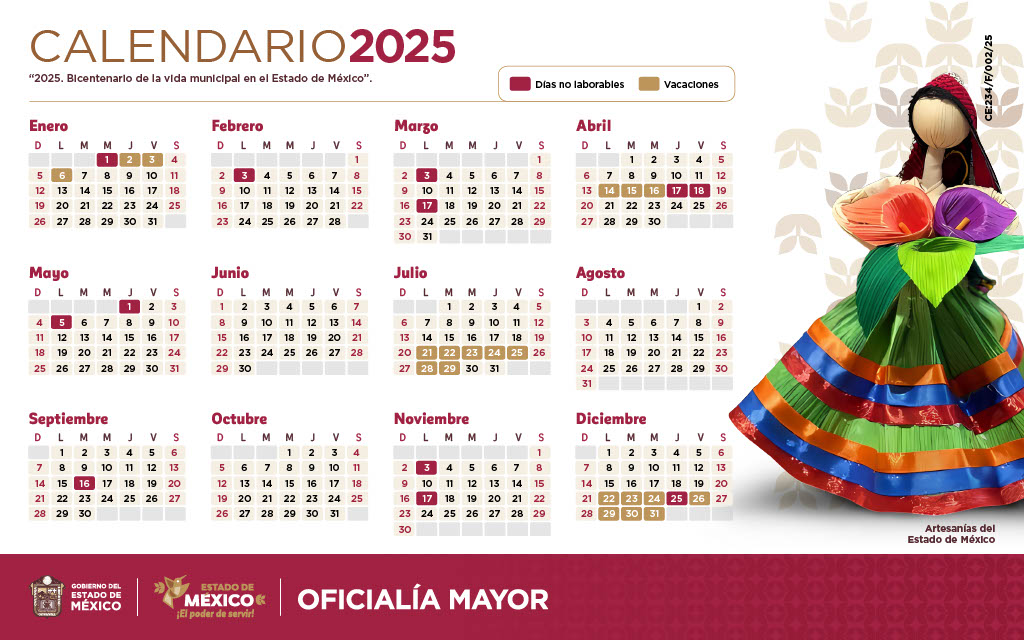 CALENDARIO2025
“2025. Bicentenario de la vida municipal en el Estado de México”.
Días no laborables Vacaciones
CE:234/F/002/25
Enero
D L M M J V S
1 2 3 4
5 6 7 8 9 10 11
12 13 14 15 16 17 18
19 20 21 22 23 24 25
26 27 28 29 30 31
Febrero
D L M M J V S
1
2 3 4 5 6 7 8
9 10 11 12 13 14 15
16 17 18 19 20 21 22
23 24 25 26 27 28
Marzo
D L M M J V S
1
2 3 4 5 6 7 8
9 10 11 12 13 14 15
16 17 18 19 20 21 22
23 24 25 26 27 28 29
30 31
Abril
D L M M J V S
1 2 3 4 5
6 7 8 9 10 11 12
13 14 15 16 17 18 19
20 21 22 23 24 25 26
27 28 29 30
Mayo
D L M M J V S
1 2 3
4 5 6 7 8 9 10
11 12 13 14 15 16 17
18 19 20 21 22 23 24
25 26 27 28 29 30 31
Junio
D L M M J V S
1 2 3 4 5 6 7
8 9 10 11 12 13 14
15 16 17 18 19 20 21
22 23 24 25 26 27 28
29 30
Julio
D L M M J V S
1 2 3 4 5
6 7 8 9 10 11 12
13 14 15 16 17 18 19
20 21 22 23 24 25 26
27 28 29 30 31
Agosto
D L M M J V S
1 2
3 4 5 6 7 8 9
10 11 12 13 14 15 16
17 18 19 20 21 22 23
24 25 26 27 28 29 30
31
Septiembre
D L M M J V S
1 2 3 4 5 6
7 8 9 10 11 12 13
14 15 16 17 18 19 20
21 22 23 24 25 26 27
28 29 30
Octubre
D L M M J V S
1 2 3 4
5 6 7 8 9 10 11
12 13 14 15 16 17 18
19 20 21 22 23 24 25
26 27 28 29 30 31
Noviembre
D L M M J V S
1
2 3 4 5 6 7 8
9 10 11 12 13 14 15
16 17 18 19 20 21 22
23 24 25 26 27 28 29
30
Diciembre
D L M M J V S
1 2 3 4 5 6
7 8 9 10 11 12 13
14 15 16 17 18 19 20
21 22 23 24 25 26 27
28 29 30 31
Artesanías del
Estado de México
GOBIERNO DEL
ESTADO DE
MÉXICO
ESTADO DE
MÉXICO
¡El poder de servir!
OFICIALÍA MAYOR